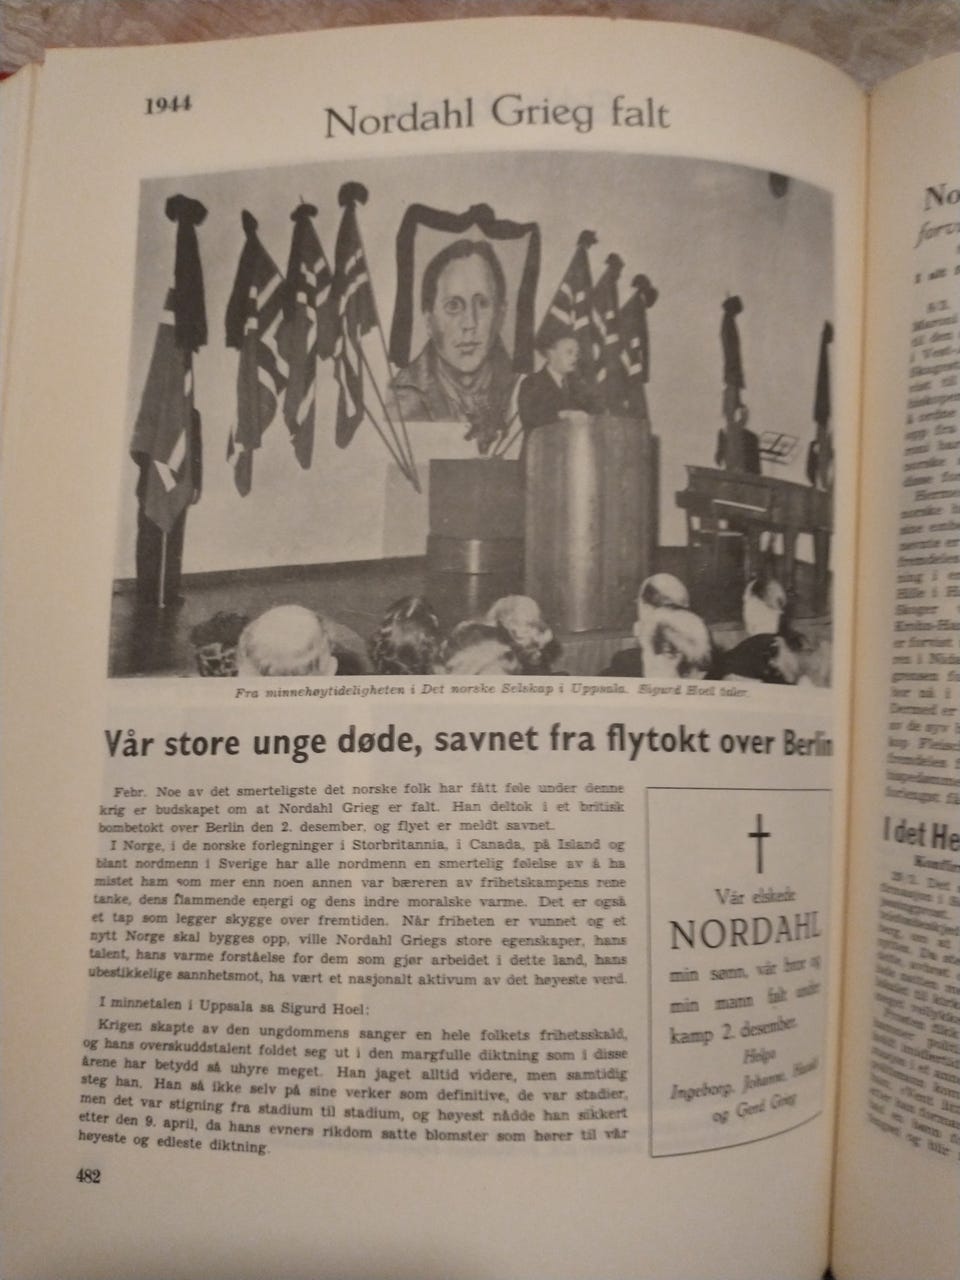 1944
Nordahl Grieg falt
Fra minnehøytideligheten i Det norske Selskap i Uppsala. Sigurd Hoel taler.
Vår store unge døde, savnet fra flytokt over Berlin
Febr. Noe av det smerteligste det norske folk har fått føle under denne
krig er budskapet om at Nordahl Grieg er falt. Han deltok i et britisk
bombetokt over Berlin den 2. desember, og flyet er meldt savnet.
I Norge, i de norske forlegninger i Storbritannia, i Canada, på Island og
blant nordmenn i Sverige har alle nordmenn en smertelig følelse av å ha
mistet ham som mer enn noen annen var bæreren av frihetskampens rene
tanke, dens flammende energi og dens indre moralske varme. Det er også
et tap som legger skygge over fremtiden. Når friheten er vunnet og et
nytt Norge skal bygges opp, ville Nordahl Griegs store egenskaper, hans
talent, hans varme forståelse for dem som gjør arbeidet i dette land, hans
ubestikkelige sannhetsmot, ha vært et nasjonalt aktivum av det høyeste verd.
I minnetalen i Uppsala sa Sigurd Hoel:
Krigen skapte av den ungdommens sanger en hele folkets frihetsskald,
og hans overskuddstalent foldet seg ut i den margfulle diktning som i disse
årene har betydd så uhyre meget. Han jaget alltid videre, men samtidig
steg han. Han så ikke selv på sine verker som definitive, de var stadier,
men det var stigning fra stadium til stadium, og høyest nådde han sikkert
etter den 9. april, da hans evners rikdom satte blomster som hører til vår
høyeste og edleste diktning.
Vår elskede
NORDAHL
min sønn, vår bror og
min mann falt under
kamp 2. desember.
Helga
Ingeborg, Johanne, Harald
og Gerd Grieg
482
No
I det He